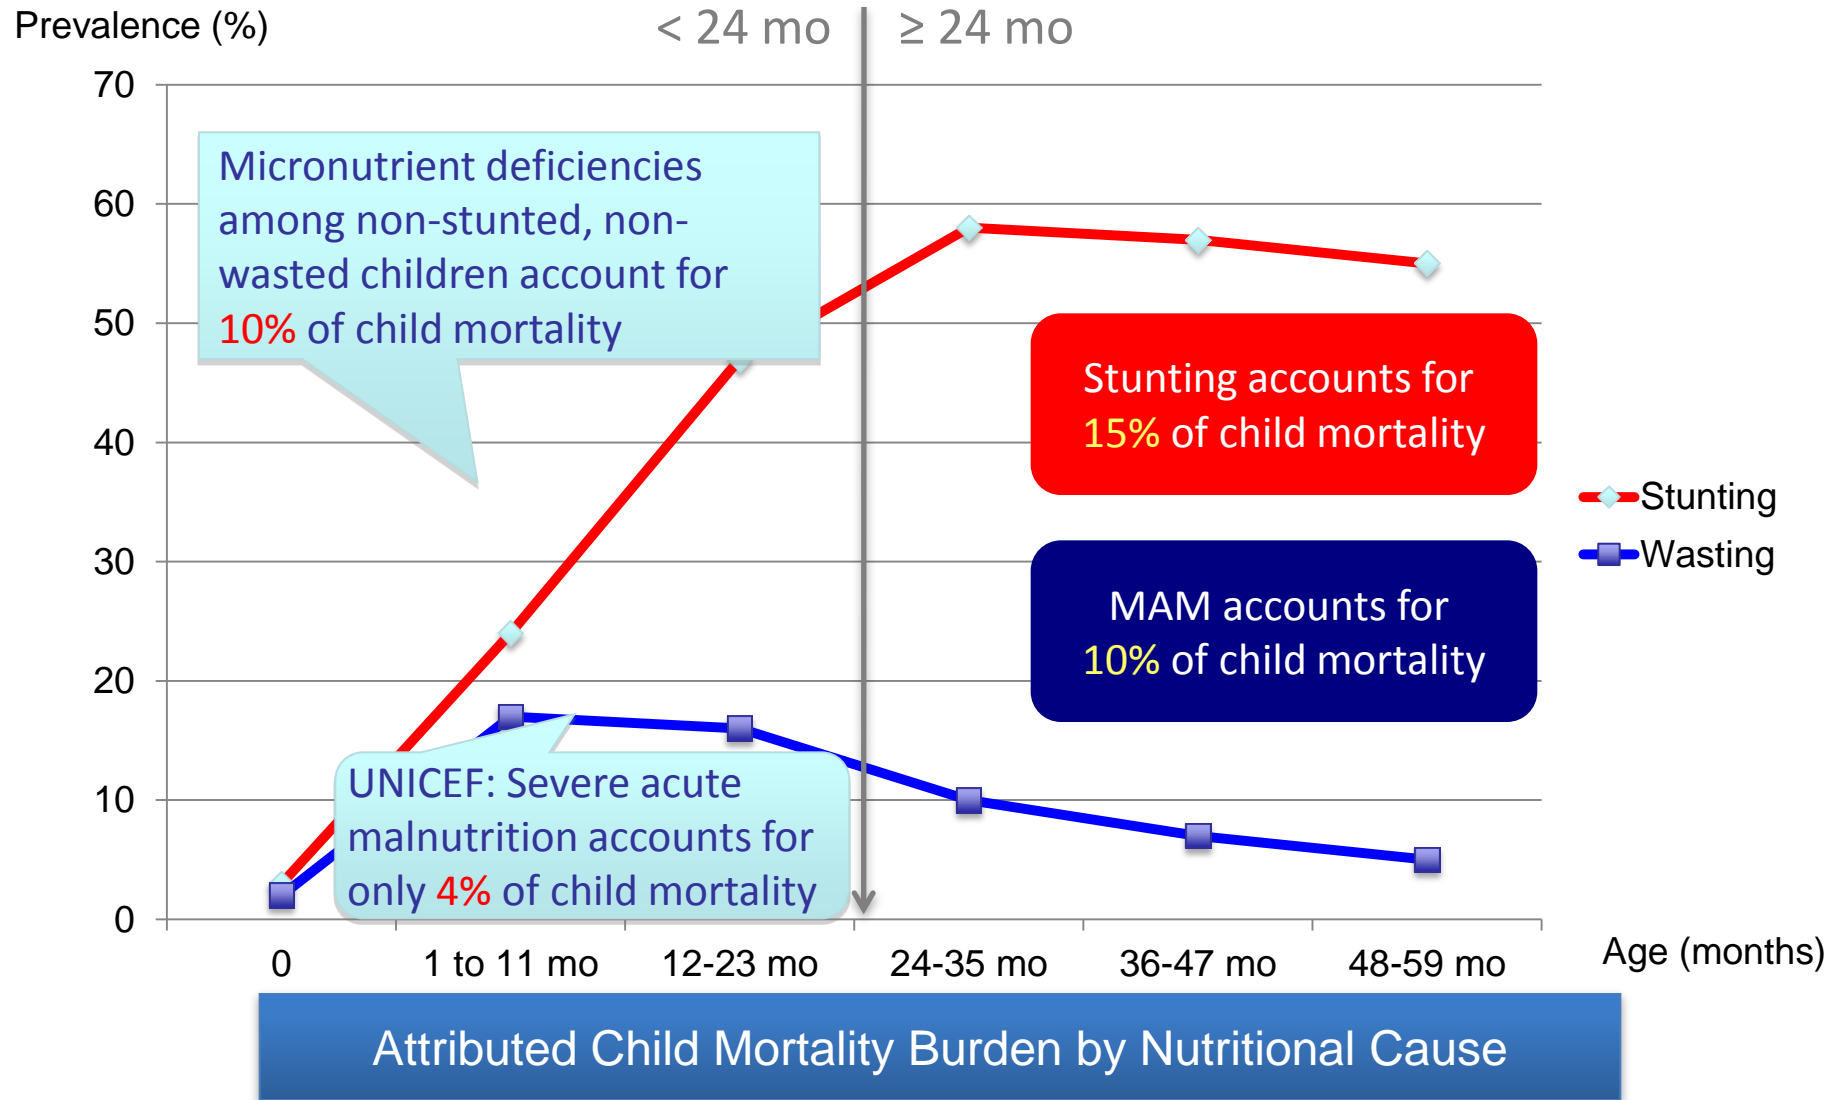 Prevalence (%)
< 24 mo
≥ 24 mo
70
60
50
40
30
20
10
0
Micronutrient deficiencies
among non-stunted, non-
wasted children account for
10% of child mortality
Stunting accounts for
15% of child mortality
MAM accounts for
10% of child mortality
Stunting
Wasting
UNICEF: Severe acute
malnutrition accounts for
only 4% of child mortality
0
1 to 11 mo
12-23 mo
24-35 mo
36-47 mo
48-59 mo
Age (months)
Attributed Child Mortality Burden by Nutritional Cause